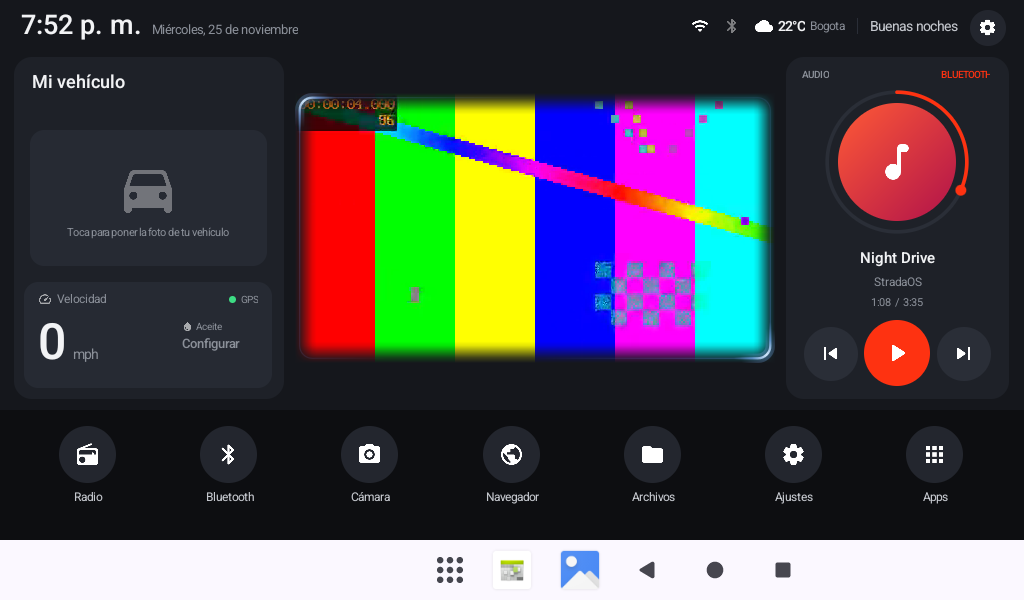 7:52 p. m.
Miércoles, 25 de noviembre
22°C Bogota
Buenas noches
Mi vehículo
Toca para poner la foto de tu vehículo
Velocidad
GPS
0 mph
Aceite
Configurar
AUDIO
BLUETOOTH
Night Drive
StradaOS
1:08 / 3:35
Radio
Bluetooth
Cámara
Navegador
Archivos
Ajustes
Apps